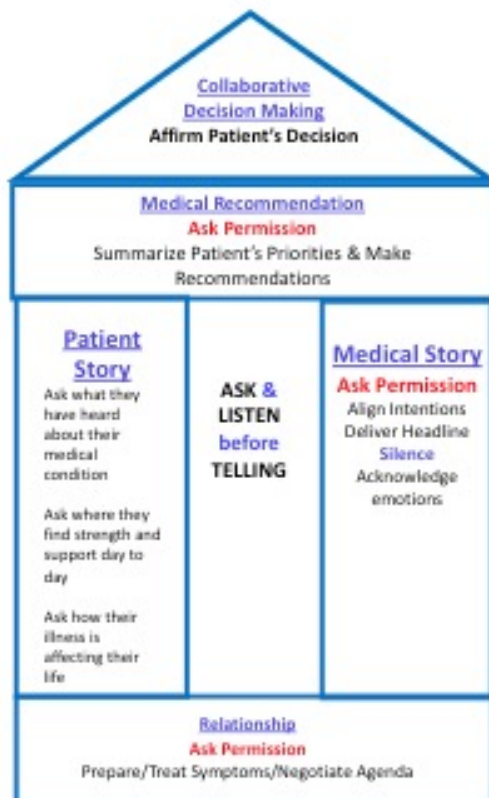 Collaborative
Decision Making
Affirm Patient's Decision
Medical Recommendation
Ask Permission
Summarize Patient's Priorities & Make
Recommendations
Patient
Story
Ask what they
have heard
about their
medical
condition
Ask where they
find strength and
support day to
day
Ask how their
illness is
affecting their
life
ASK &
LISTEN
before
TELLING
Medical Story
Ask Permission
Align Intentions
Deliver Headline
Silence
Acknowledge
emotions
Relationship
Ask Permission
Prepare/Treat Symptoms/Negotiate Agenda